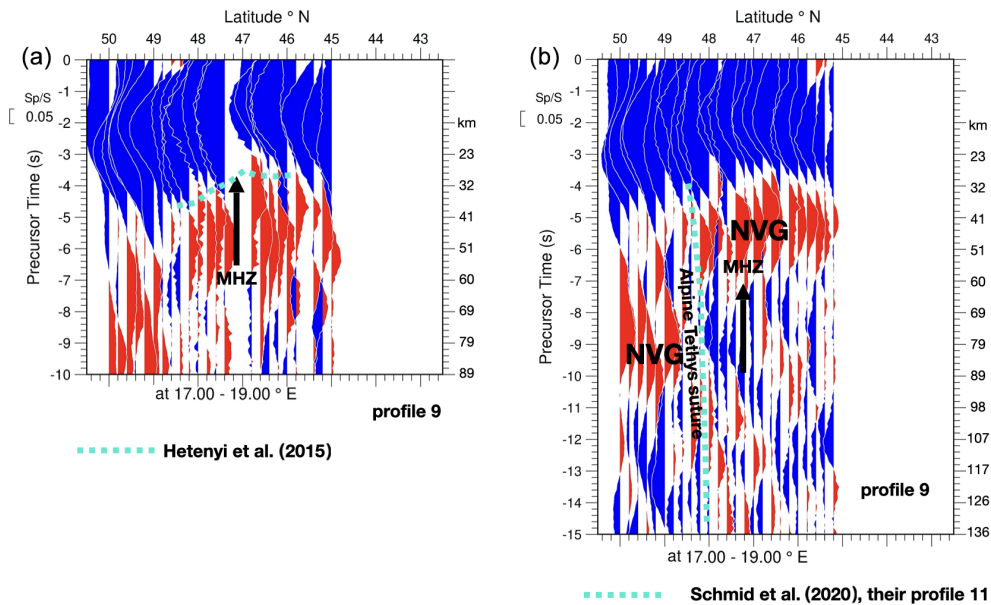 Latitude ° N
50 49 48 47 46 45 44 43
(a)
Sp/S
0.05
Precursor Time (s)
0
-1
-2
-3
-4
-5
-6
-7
-8
-9
-10
km
23
32
41
51
60
69
79
89
MHZ
at 17.00 - 19.00 ° E
profile 9
Hetenyi et al. (2015)
Latitude ° N
50 49 48 47 46 45 44 43
(b)
Sp/S
0.05
Precursor Time (s)
0
-1
-2
-3
-4
-5
-6
-7
-8
-9
-10
-11
-12
-13
-14
-15
km
23
32
41
51
60
69
79
89
98
107
117
126
136
NVG
MHZ
NVG
Alpine Tethys suture
profile 9
at 17.00 - 19.00 ° E
Schmid et al. (2020), their profile 11